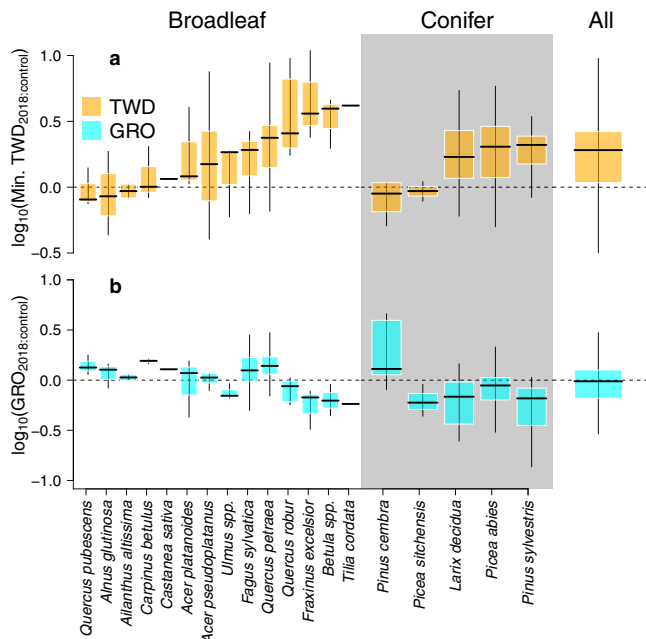 Broadleaf
Conifer
All
a
TWD
GRO
log10(Min. TWD2018:control)
1.0
0.5
0.0
−0.5
b
log10(GRO2018:control)
1.0
0.5
0.0
−0.5
−1.0
Quercus pubescens
Alnus glutinosa
Ailanthus altissima
Carpinus betulus
Castanea sativa
Acer platanoides
Acer pseudoplatanus
Ulmus spp.
Fagus sylvatica
Quercus petraea
Quercus robur
Fraxinus excelsior
Betula spp.
Tilia cordata
Pinus cembra
Picea sitchensis
Larix decidua
Picea abies
Pinus sylvestris